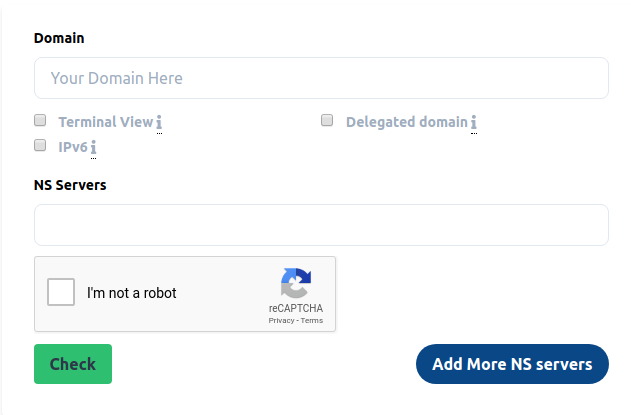 Domain
Your Domain Here
Terminal View i Delegated domain i
IPv6 i
NS Servers
I'm not a robot
reCAPTCHA
Privacy - Terms
Check Add More NS servers